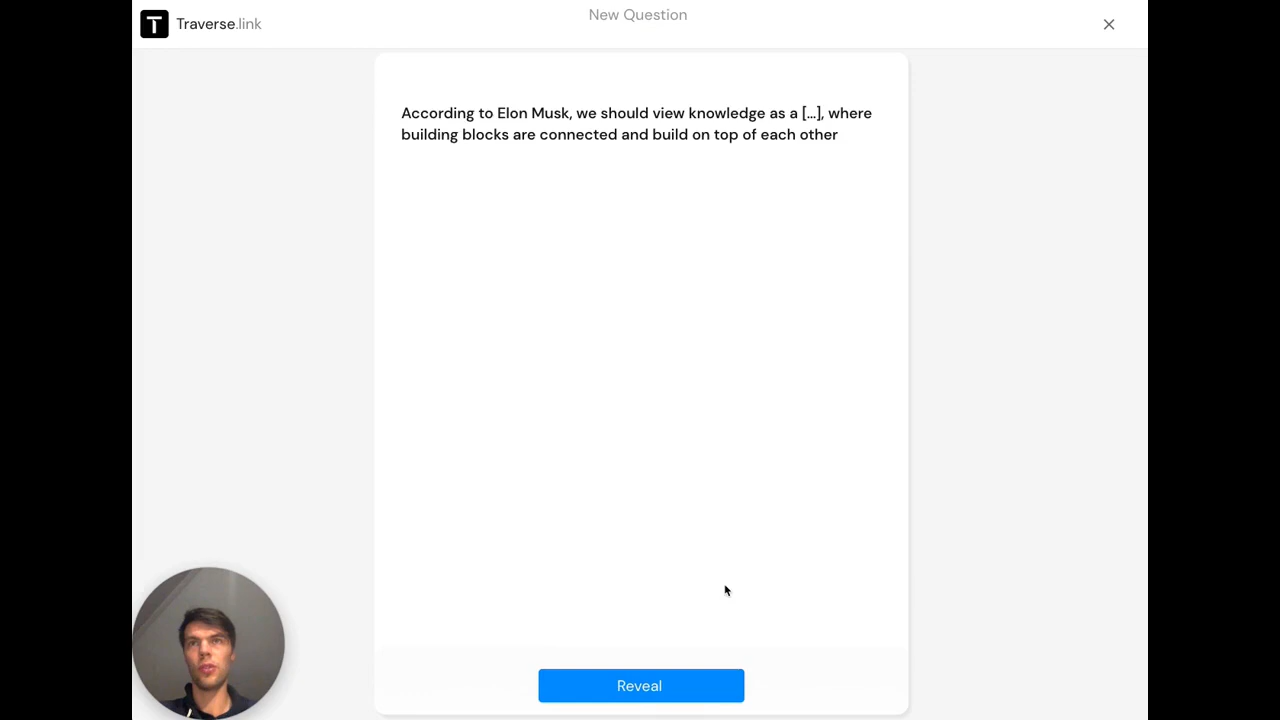 New Question
T Traverse.link
According to Elon Musk, we should view knowledge as a [...], where
building blocks are connected and build on top of each other
Reveal